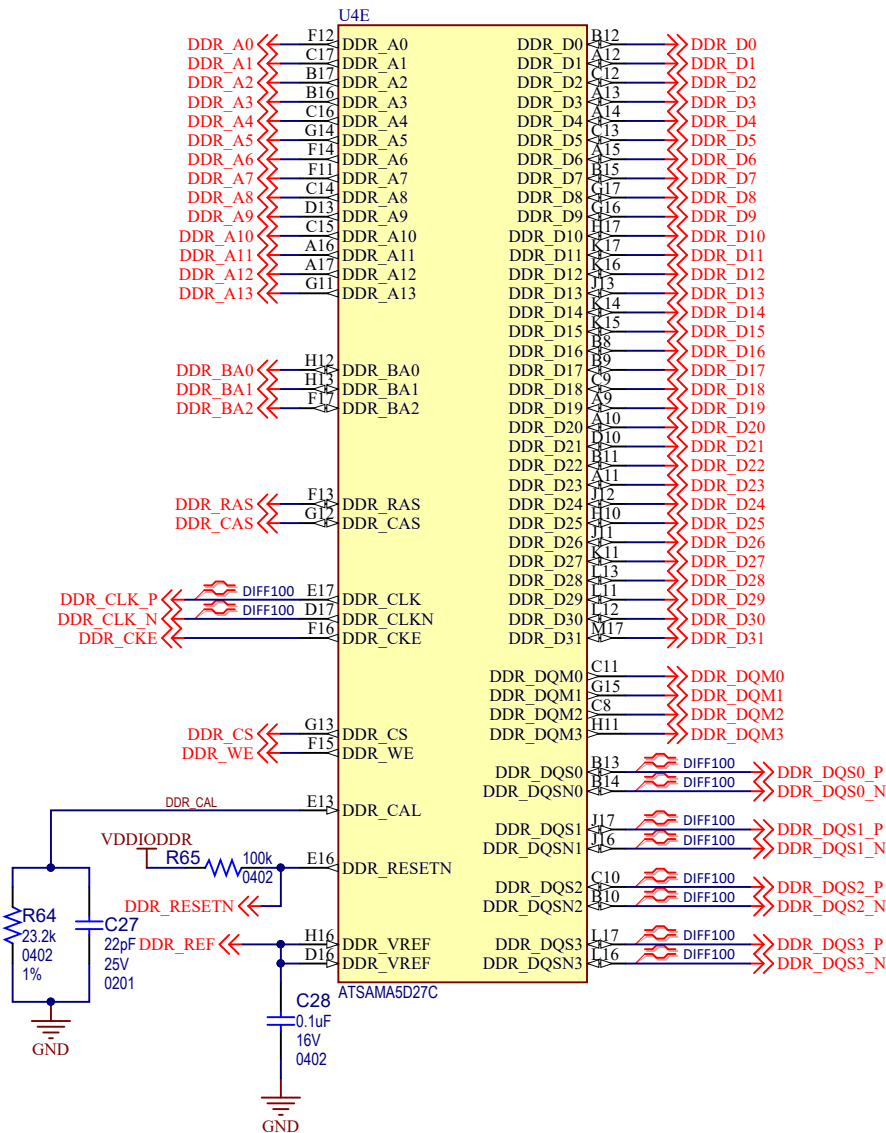 U4E
DDR_A0 F12 DDR_A0 DDR_D0 B12 DDR_D0
DDR_A1 C17 DDR_A1 DDR_D1 A12 DDR_D1
DDR_A2 B17 DDR_A2 DDR_D2 C12 DDR_D2
DDR_A3 B16 DDR_A3 DDR_D3 A13 DDR_D3
DDR_A4 C16 DDR_A4 DDR_D4 A14 DDR_D4
DDR_A5 G14 DDR_A5 DDR_D5 C13 DDR_D5
DDR_A6 F14 DDR_A6 DDR_D6 A15 DDR_D6
DDR_A7 F11 DDR_A7 DDR_D7 B15 DDR_D7
DDR_A8 C14 DDR_A8 DDR_D8 G17 DDR_D8
DDR_A9 D13 DDR_A9 DDR_D9 G16 DDR_D9
DDR_A10 C15 DDR_A10 DDR_D10 H17 DDR_D10
DDR_A11 A16 DDR_A11 DDR_D11 K17 DDR_D11
DDR_A12 A17 DDR_A12 DDR_D12 K16 DDR_D12
DDR_A13 G11 DDR_A13 DDR_D13 J13 DDR_D13
DDR_D14 K14 DDR_D14
DDR_D15 K15 DDR_D15
DDR_D16 B8 DDR_D16
DDR_BA0 H12 DDR_BA0 DDR_D17 B9 DDR_D17
DDR_BA1 H13 DDR_BA1 DDR_D18 C9 DDR_D18
DDR_BA2 F17 DDR_BA2 DDR_D19 A9 DDR_D19
DDR_D20 A10 DDR_D20
DDR_D21 D10 DDR_D21
DDR_D22 B11 DDR_D22
DDR_D23 A11 DDR_D23
DDR_RAS F13 DDR_RAS DDR_D24 J12 DDR_D24
DDR_CAS G12 DDR_CAS DDR_D25 H10 DDR_D25
DDR_D26 J11 DDR_D26
DDR_D27 K11 DDR_D27
DDR_D28 L13 DDR_D28
DDR_CLK_P DIFF100 E17 DDR_CLK DDR_D29 L11 DDR_D29
DDR_CLK_N DIFF100 D17 DDR_CLKN DDR_D30 L12 DDR_D30
DDR_CKE F16 DDR_CKE DDR_D31 M17 DDR_D31
DDR_DQM0 C11 DDR_DQM0
DDR_DQM1 G15 DDR_DQM1
DDR_DQM2 C8 DDR_DQM2
DDR_CS G13 DDR_CS DDR_DQM3 H11 DDR_DQM3
DDR_WE F15 DDR_WE
DDR_DQS0 B13 DIFF100 DDR_DQS0_P
DDR_DQSN0 B14 DIFF100 DDR_DQS0_N
DDR_CAL E13 DDR_CAL
DDR_DQS1 J17 DIFF100 DDR_DQS1_P
DDR_DQSN1 J16 DIFF100 DDR_DQS1_N
VDDIODDR
R65 100k E16 DDR_RESETN
0402
DDR_DQS2 C10 DIFF100 DDR_DQS2_P
DDR_RESETN DDR_DQSN2 B10 DIFF100 DDR_DQS2_N
R64
23.2k
0402
1%
C27
22pF
25V
0201
GND
DDR_REF H16 DDR_VREF DDR_DQS3 L17 DIFF100 DDR_DQS3_P
D16 DDR_VREF DDR_DQSN3 L16 DIFF100 DDR_DQS3_N
ATSAMA5D27C
C28
0.1uF
16V
0402
GND